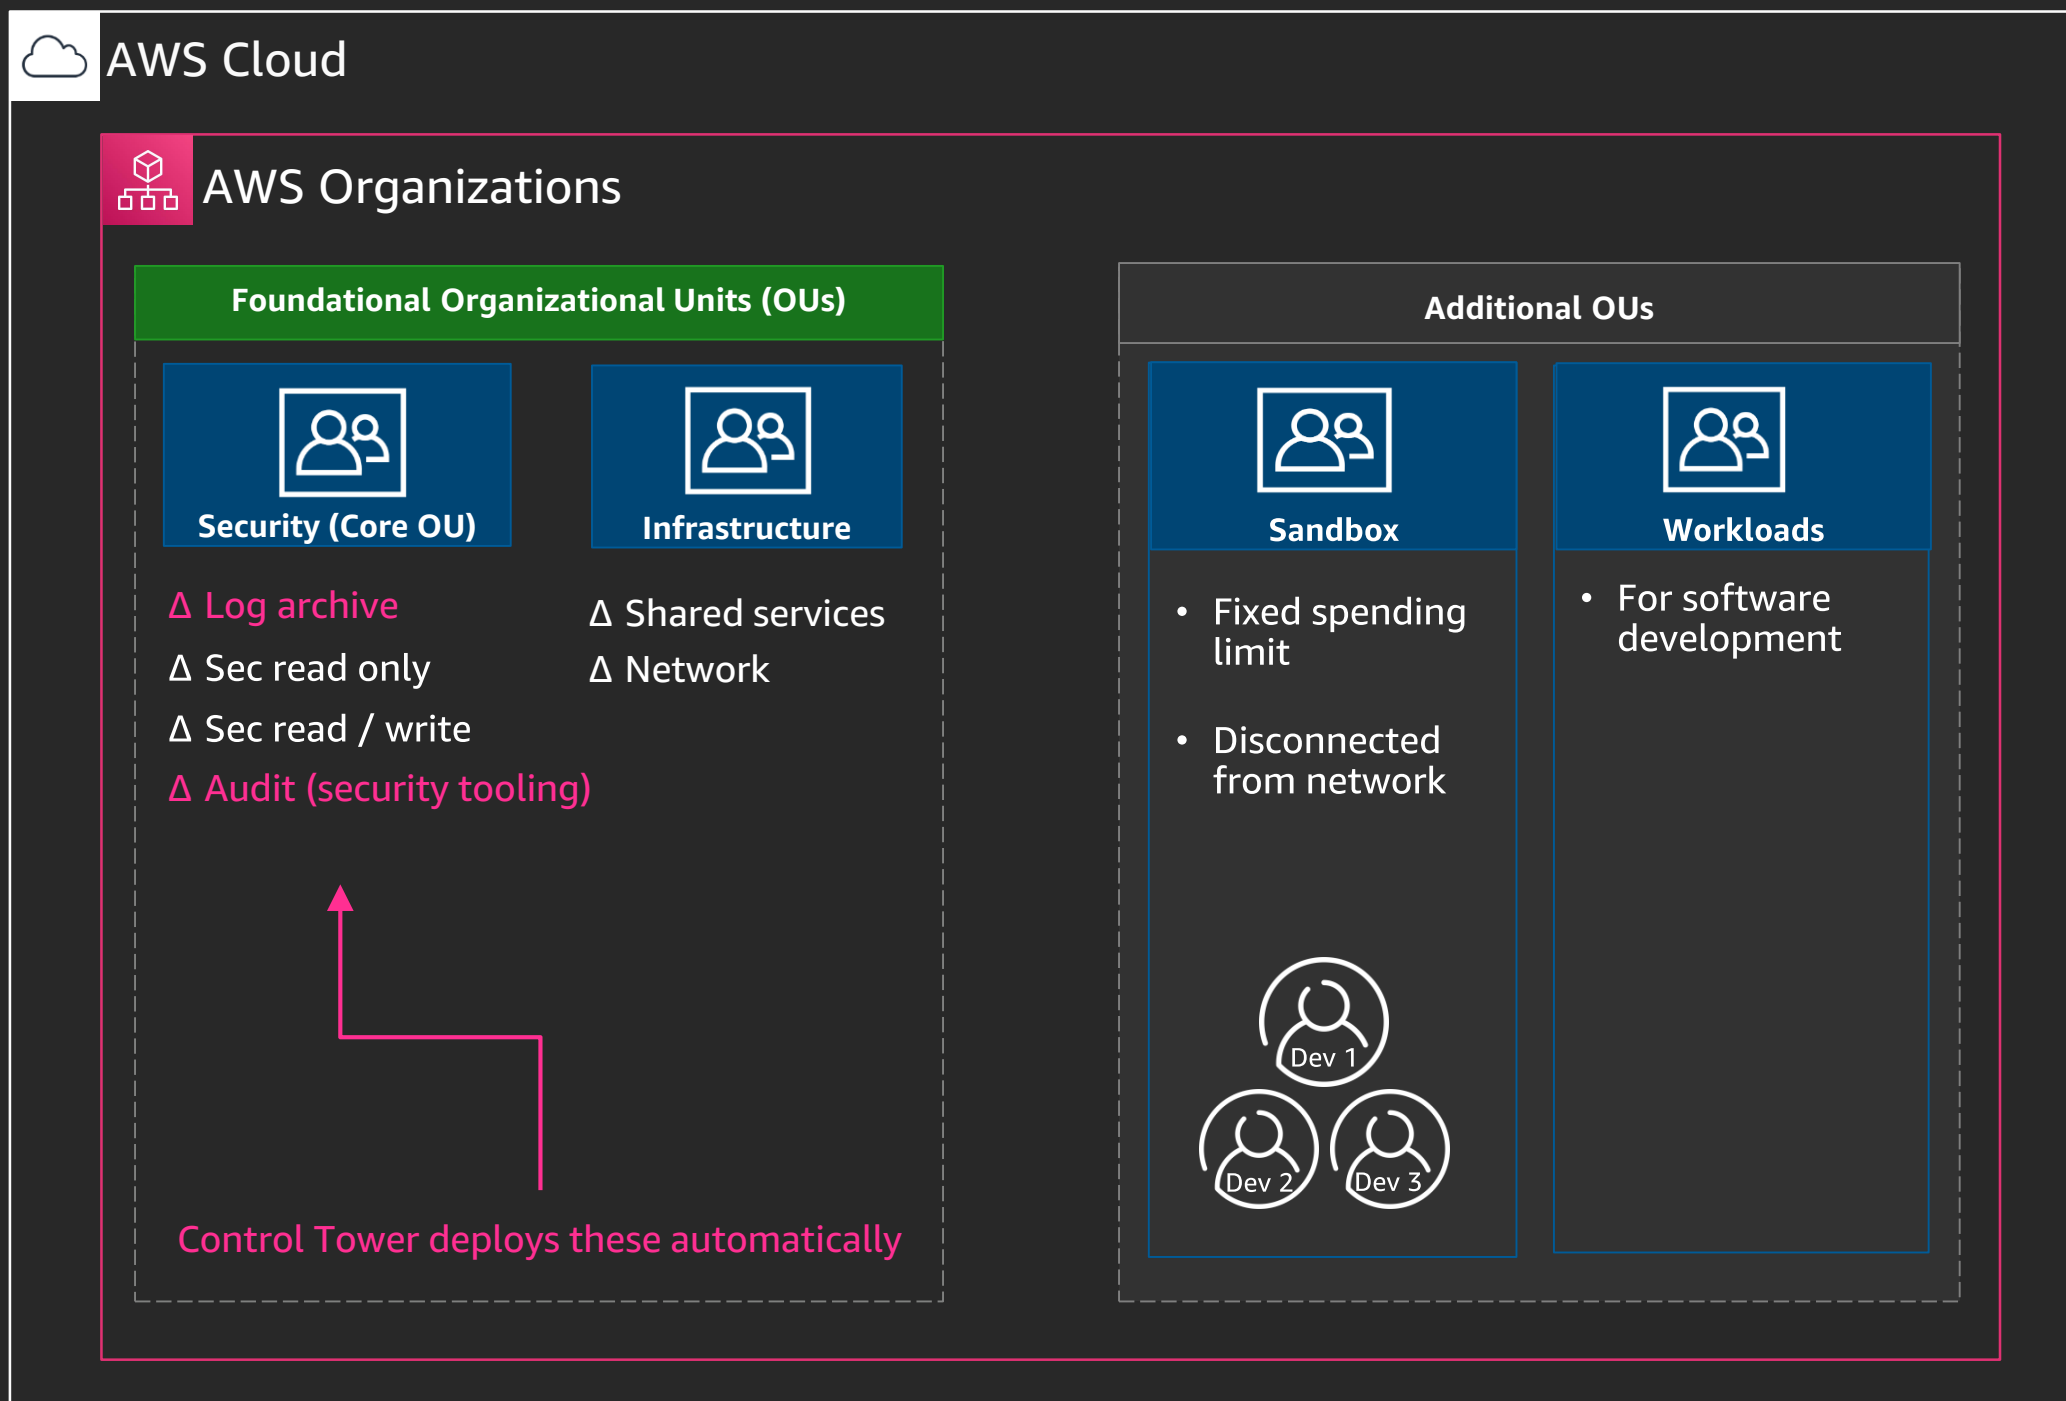 AWS Cloud
AWS Organizations
Foundational Organizational Units (OUs)
Security (Core OU)
Δ Log archive
Δ Sec read only
Δ Sec read / write
Δ Audit (security tooling)
Infrastructure
Δ Shared services
Δ Network
Control Tower deploys these automatically
Additional OUs
Sandbox
• Fixed spending
limit
• Disconnected
from network
Dev 1
Dev 2
Dev 3
Workloads
• For software
development